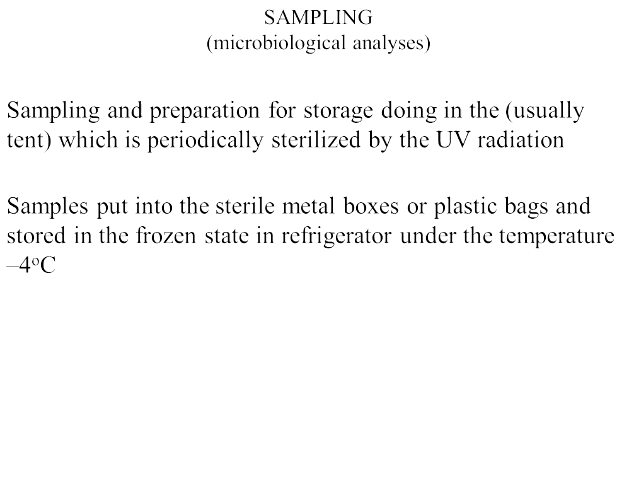 SAMPLING
(microbiological analyses)
Sampling and preparation for storage doing in the (usually
tent) which is periodically sterilized by the UV radiation
Samples put into the sterile metal boxes or plastic bags and
stored in the frozen state in refrigerator under the temperature
–4°C